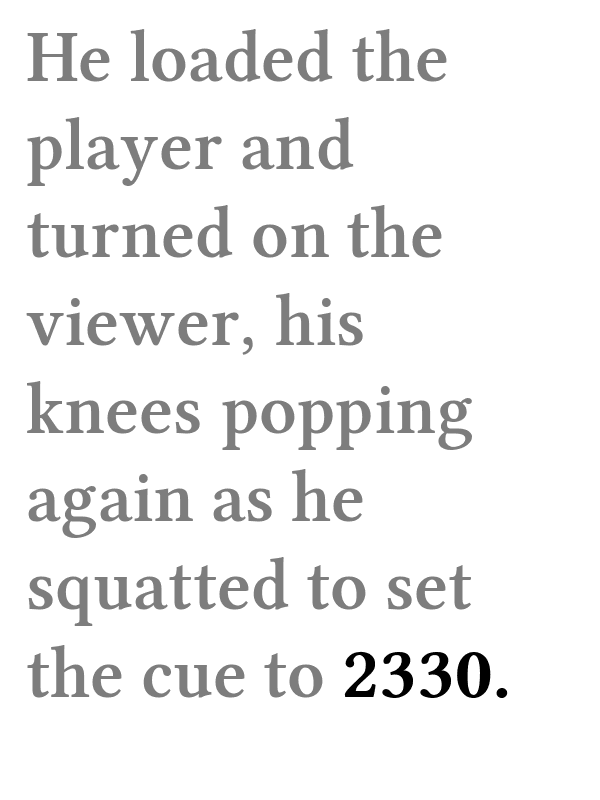 He loaded the
player and
turned on the
viewer, his
knees popping
again as he
squatted to set
the cue to 2330.